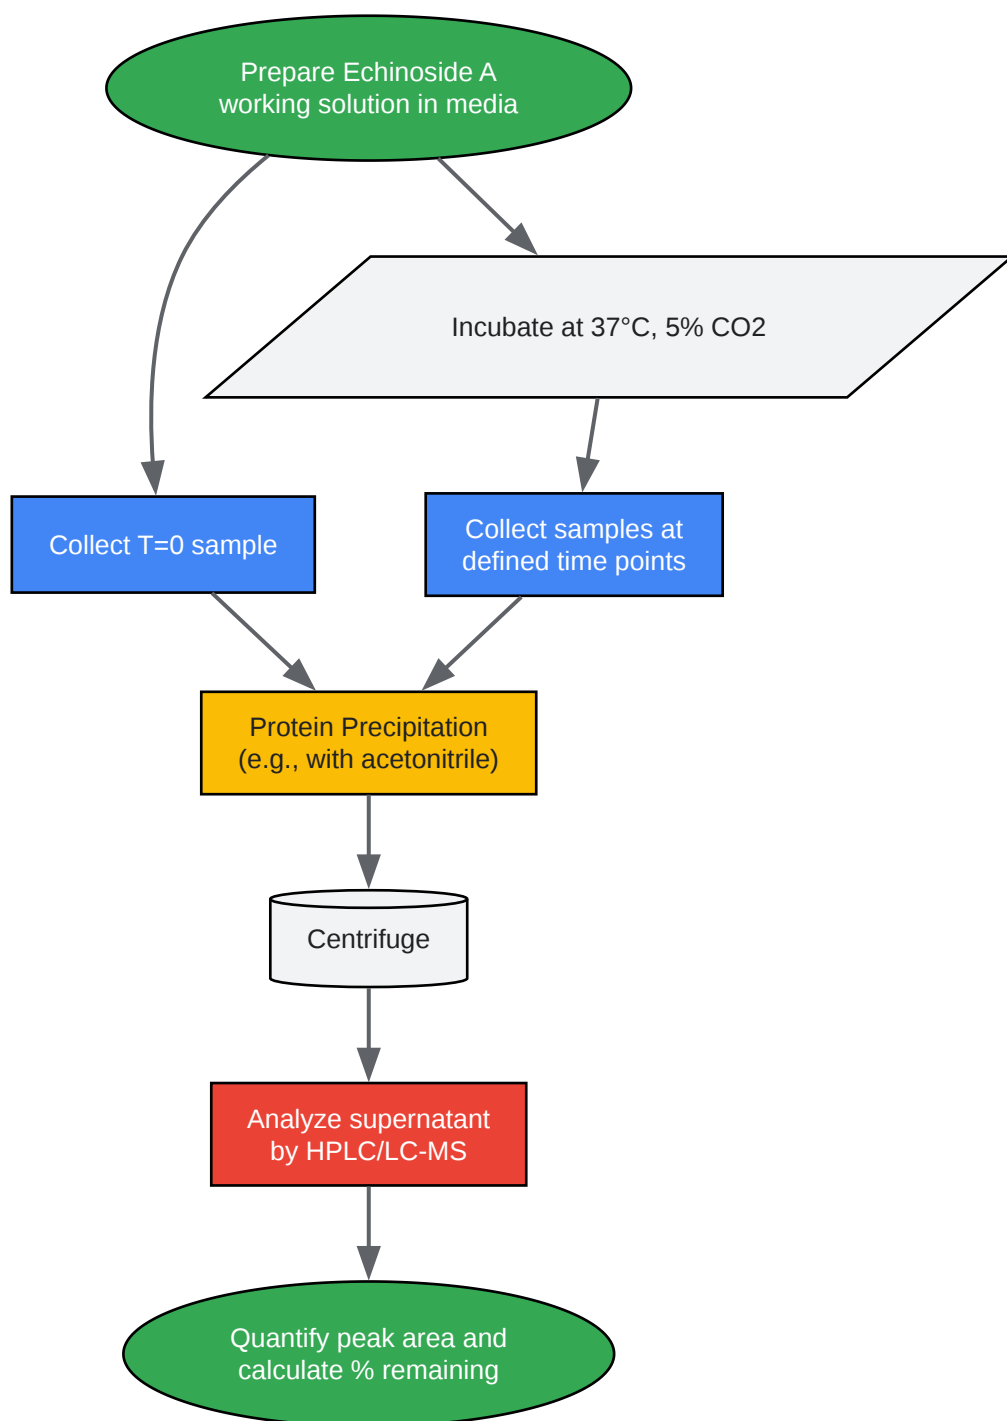 Prepare Echinoside A
working solution in media
Incubate at 37°C, 5% CO2
Collect T=0 sample
Collect samples at
defined time points
Protein Precipitation
(e.g., with acetonitrile)
Centrifuge
Analyze supernatant
by HPLC/LC-MS
Quantify peak area and
calculate % remaining